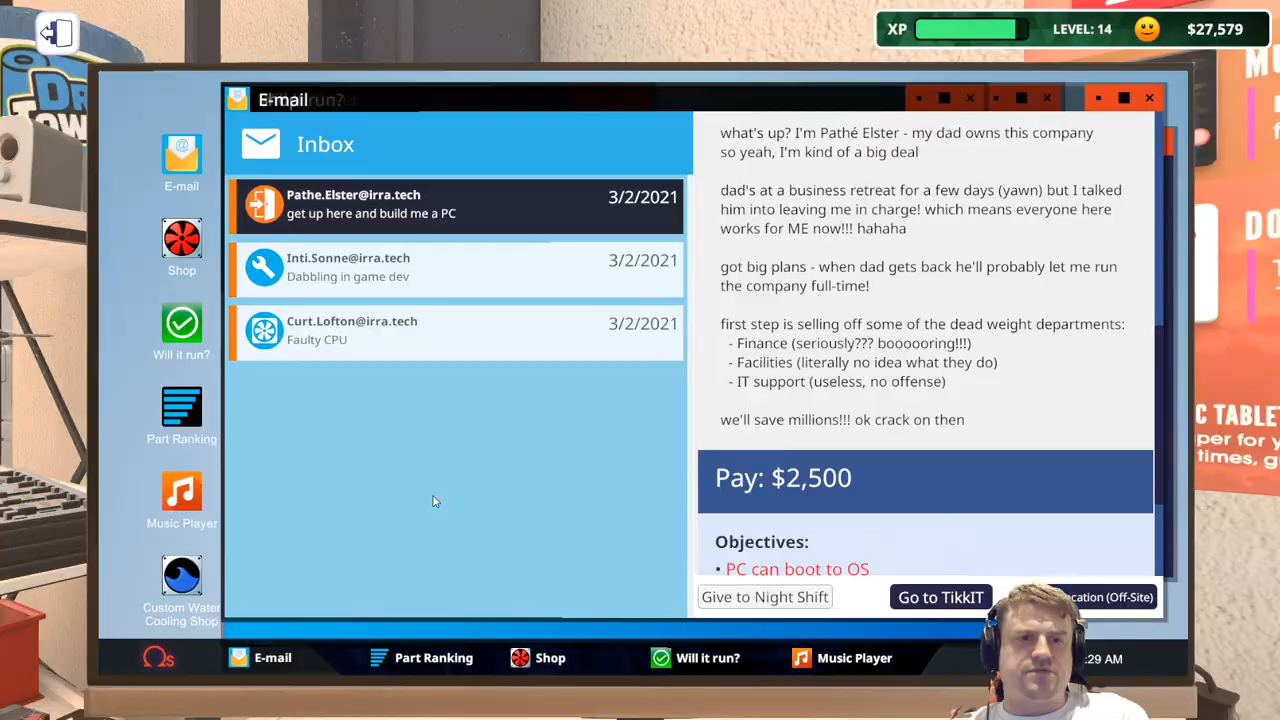 XP
LEVEL: 14
$27,579
E-mail
Inbox
Pathe.Elster@irra.tech
3/2/2021
get up here and build me a PC
Inti.Sonne@irra.tech
3/2/2021
Dabbling in game dev
Curt.Lofton@irra.tech
3/2/2021
Faulty CPU
what's up? I'm Pathé Elster - my dad owns this company
so yeah, I'm kind of a big deal
dad's at a business retreat for a few days (yawn) but I talked
him into leaving me in charge! which means everyone here
works for ME now!!! hahaha
got big plans - when dad gets back he'll probably let me run
the company full-time!
first step is selling off some of the dead weight departments:
- Finance (seriously??? boooooring!!!)
- Facilities (literally no idea what they do)
- IT support (useless, no offense)
we'll save millions!!! ok crack on then
Pay: $2,500
Objectives:
• PC can boot to OS
Give to Night Shift
Go to TikkIT
cation (Off-Site)
E-mail
Shop
Will it run?
Part Ranking
Music Player
Custom Water
Cooling Shop
Ωs
E-mail
Part Ranking
Shop
Will it run?
Music Player
:29 AM
DO
C TABLET
per for y
times, g